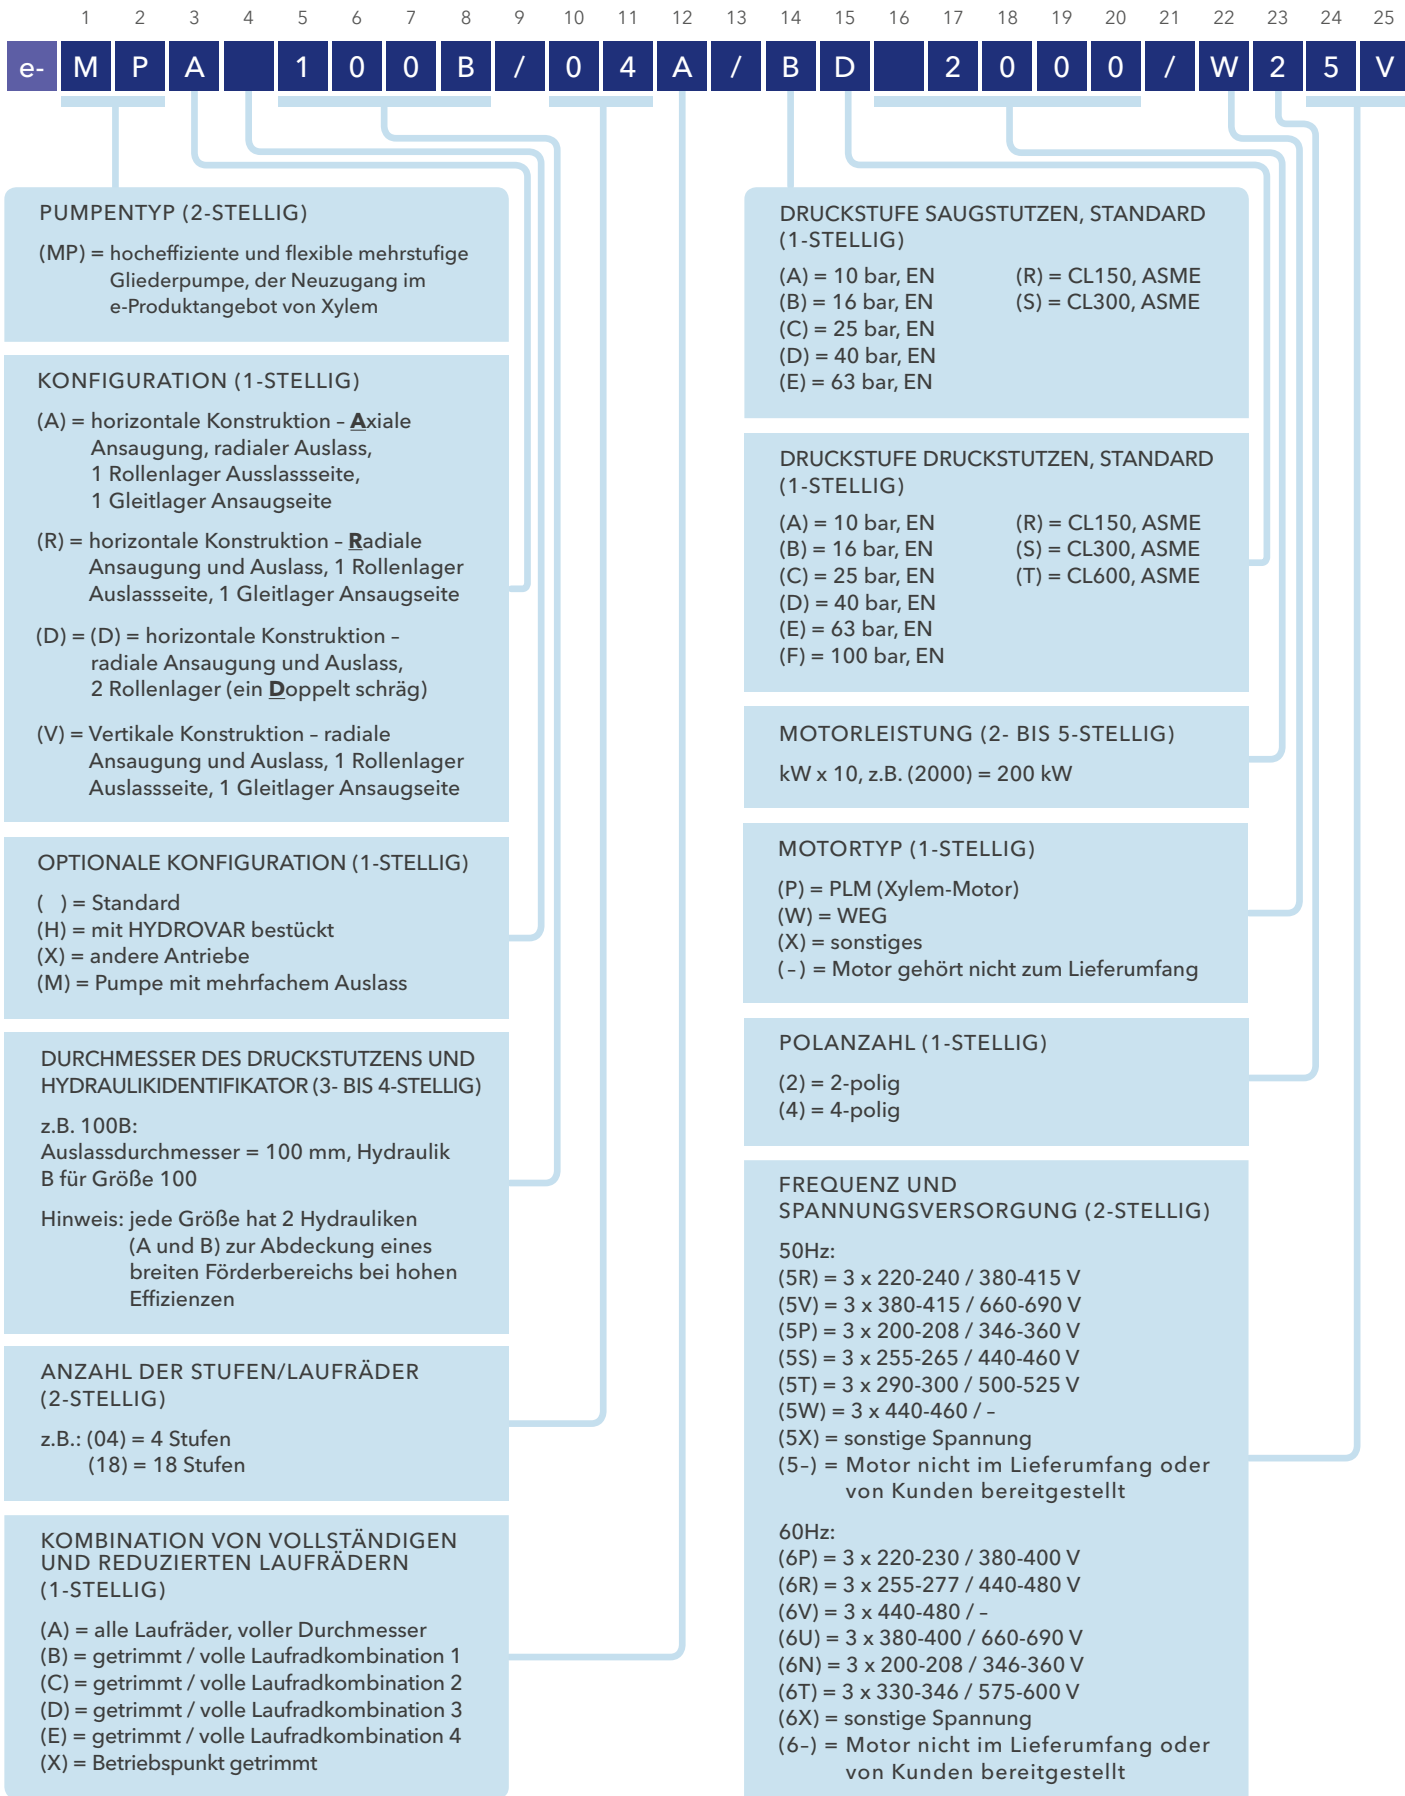 1 2 3 4 5 6 7 8 9 10 11 12 13 14 15 16 17 18 19 20 21 22 23 24 25
e- M P A 1 0 0 B / 0 4 A / B D 2 0 0 0 / W 2 5 V
PUMPENTYP (2-STELLIG)
(MP) = hocheffiziente und flexible mehrstufige
Gliederpumpe, der Neuzugang im
e-Produktangebot von Xylem
KONFIGURATION (1-STELLIG)
(A) = horizontale Konstruktion – Axiale
Ansaugung, radialer Auslass,
1 Rollenlager Ausslassseite,
1 Gleitlager Ansaugseite
(R) = horizontale Konstruktion – Radiale
Ansaugung und Auslass, 1 Rollenlager
Auslassseite, 1 Gleitlager Ansaugseite
(D) = (D) = horizontale Konstruktion –
radiale Ansaugung und Auslass,
2 Rollenlager (ein Doppelt schräg)
(V) = Vertikale Konstruktion – radiale
Ansaugung und Auslass, 1 Rollenlager
Auslassseite, 1 Gleitlager Ansaugseite
OPTIONALE KONFIGURATION (1-STELLIG)
( ) = Standard
(H) = mit HYDROVAR bestückt
(X) = andere Antriebe
(M) = Pumpe mit mehrfachem Auslass
DURCHMESSER DES DRUCKSTUTZENS UND
HYDRAULIKIDENTIFIKATOR (3- BIS 4-STELLIG)
z.B. 100B:
Auslassdurchmesser = 100 mm, Hydraulik
B für Größe 100
Hinweis: jede Größe hat 2 Hydrauliken
(A und B) zur Abdeckung eines
breiten Förderbereichs bei hohen
Effizienzen
ANZAHL DER STUFEN/LAUFRÄDER
(2-STELLIG)
z.B.: (04) = 4 Stufen
(18) = 18 Stufen
KOMBINATION VON VOLLSTÄNDIGEN
UND REDUZIERTEN LAUFRÄDERN
(1-STELLIG)
(A) = alle Laufräder, voller Durchmesser
(B) = getrimmt / volle Laufradkombination 1
(C) = getrimmt / volle Laufradkombination 2
(D) = getrimmt / volle Laufradkombination 3
(E) = getrimmt / volle Laufradkombination 4
(X) = Betriebspunkt getrimmt
DRUCKSTUFE SAUGSTUTZEN, STANDARD
(1-STELLIG)
(A) = 10 bar, EN (R) = CL150, ASME
(B) = 16 bar, EN (S) = CL300, ASME
(C) = 25 bar, EN
(D) = 40 bar, EN
(E) = 63 bar, EN
DRUCKSTUFE DRUCKSTUTZEN, STANDARD
(1-STELLIG)
(A) = 10 bar, EN (R) = CL150, ASME
(B) = 16 bar, EN (S) = CL300, ASME
(C) = 25 bar, EN (T) = CL600, ASME
(D) = 40 bar, EN
(E) = 63 bar, EN
(F) = 100 bar, EN
MOTORLEISTUNG (2- BIS 5-STELLIG)
kW x 10, z.B. (2000) = 200 kW
MOTORTYP (1-STELLIG)
(P) = PLM (Xylem-Motor)
(W) = WEG
(X) = sonstiges
(–) = Motor gehört nicht zum Lieferumfang
POLANZAHL (1-STELLIG)
(2) = 2-polig
(4) = 4-polig
FREQUENZ UND
SPANNUNGSVERSORGUNG (2-STELLIG)
50Hz:
(5R) = 3 x 220-240 / 380-415 V
(5V) = 3 x 380-415 / 660-690 V
(5P) = 3 x 200-208 / 346-360 V
(5S) = 3 x 255-265 / 440-460 V
(5T) = 3 x 290-300 / 500-525 V
(5W) = 3 x 440-460 / –
(5X) = sonstige Spannung
(5–) = Motor nicht im Lieferumfang oder
von Kunden bereitgestellt
60Hz:
(6P) = 3 x 220-230 / 380-400 V
(6R) = 3 x 255-277 / 440-480 V
(6V) = 3 x 440-480 / –
(6U) = 3 x 380-400 / 660-690 V
(6N) = 3 x 200-208 / 346-360 V
(6T) = 3 x 330-346 / 575-600 V
(6X) = sonstige Spannung
(6–) = Motor nicht im Lieferumfang oder
von Kunden bereitgestellt